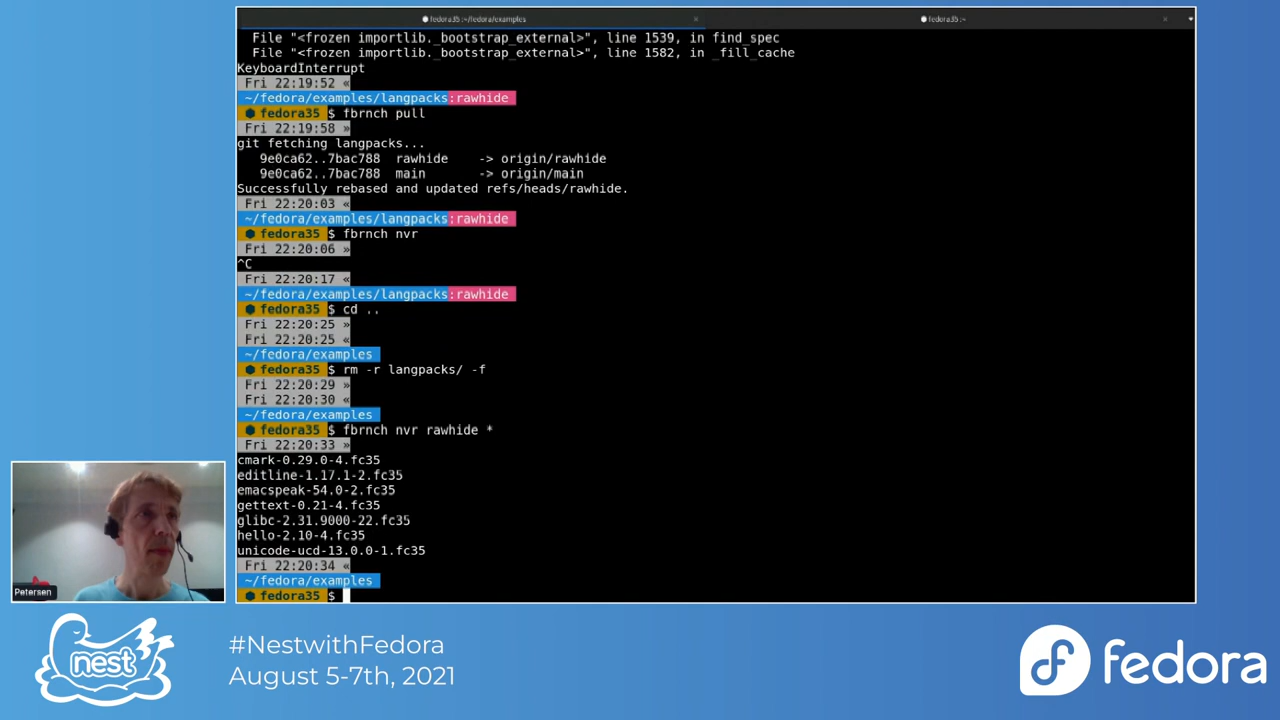 fedora35 :~/fedora/examples × fedora35 :~ ×
File "<frozen importlib._bootstrap_external>", line 1539, in find_spec
File "<frozen importlib._bootstrap_external>", line 1582, in _fill_cache
KeyboardInterrupt
Fri 22:19:52 «
~/fedora/examples/langpacks:rawhide
fedora35 $ fbrnch pull
Fri 22:19:58 »
git fetching langpacks...
9e0ca62..7bac788 rawhide -> origin/rawhide
9e0ca62..7bac788 main -> origin/main
Successfully rebased and updated refs/heads/rawhide.
Fri 22:20:03 «
~/fedora/examples/langpacks:rawhide
fedora35 $ fbrnch nvr
Fri 22:20:06 »
^C
Fri 22:20:17 «
~/fedora/examples/langpacks:rawhide
fedora35 $ cd ..
Fri 22:20:25 »
Fri 22:20:25 «
~/fedora/examples
fedora35 $ rm -r langpacks/ -f
Fri 22:20:29 »
Fri 22:20:30 «
~/fedora/examples
fedora35 $ fbrnch nvr rawhide *
Fri 22:20:33 »
cmark-0.29.0-4.fc35
editline-1.17.1-2.fc35
emacspeak-54.0-2.fc35
gettext-0.21-4.fc35
glibc-2.31.9000-22.fc35
hello-2.10-4.fc35
unicode-ucd-13.0.0-1.fc35
Fri 22:20:34 «
~/fedora/examples
fedora35 $
Petersen
nest
#NestwithFedora
August 5-7th, 2021
fedora